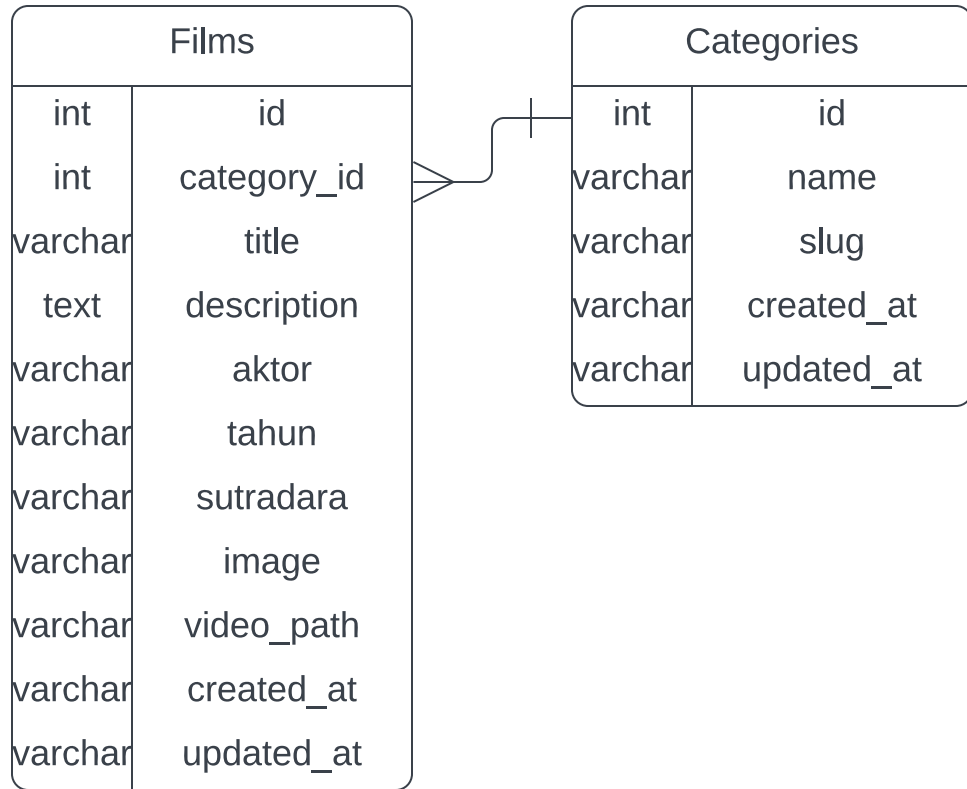 Films
int id
int category_id
varchar title
text description
varchar aktor
varchar tahun
varchar sutradara
varchar image
varchar video_path
varchar created_at
varchar updated_at
Categories
int id
varchar name
varchar slug
varchar created_at
varchar updated_at